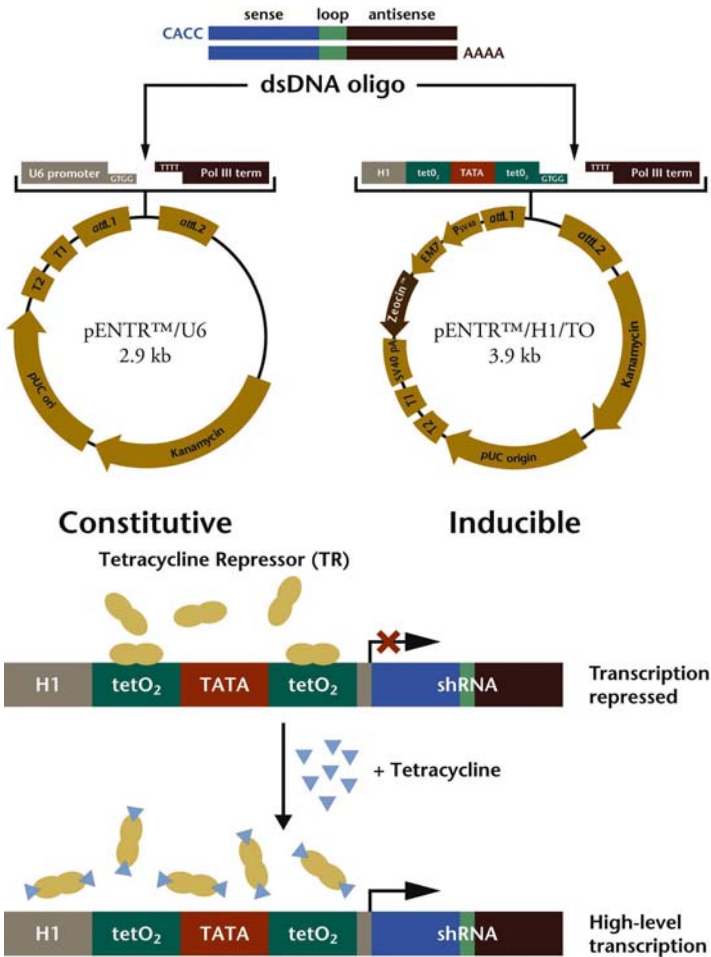 sense loop antisense
CACC
AAAA
dsDNA oligo
U6 promoter
GTGG
TTTT
Pol III term
H1 tetO₂ TATA tetO₂
GTGG
TTTT
Pol III term
attL1
attL2
T1
T2
pUC ori
Kanamycin
pENTR™/U6
2.9 kb
attL1
PSV40
EM7
Zeocin™
SV40 pA
T1
T2
pUC origin
Kanamycin
attL2
pENTR™/H1/TO
3.9 kb
Constitutive
Inducible
Tetracycline Repressor (TR)
H1 tetO₂ TATA tetO₂ shRNA
Transcription
repressed
+ Tetracycline
H1 tetO₂ TATA tetO₂ shRNA
High-level
transcription